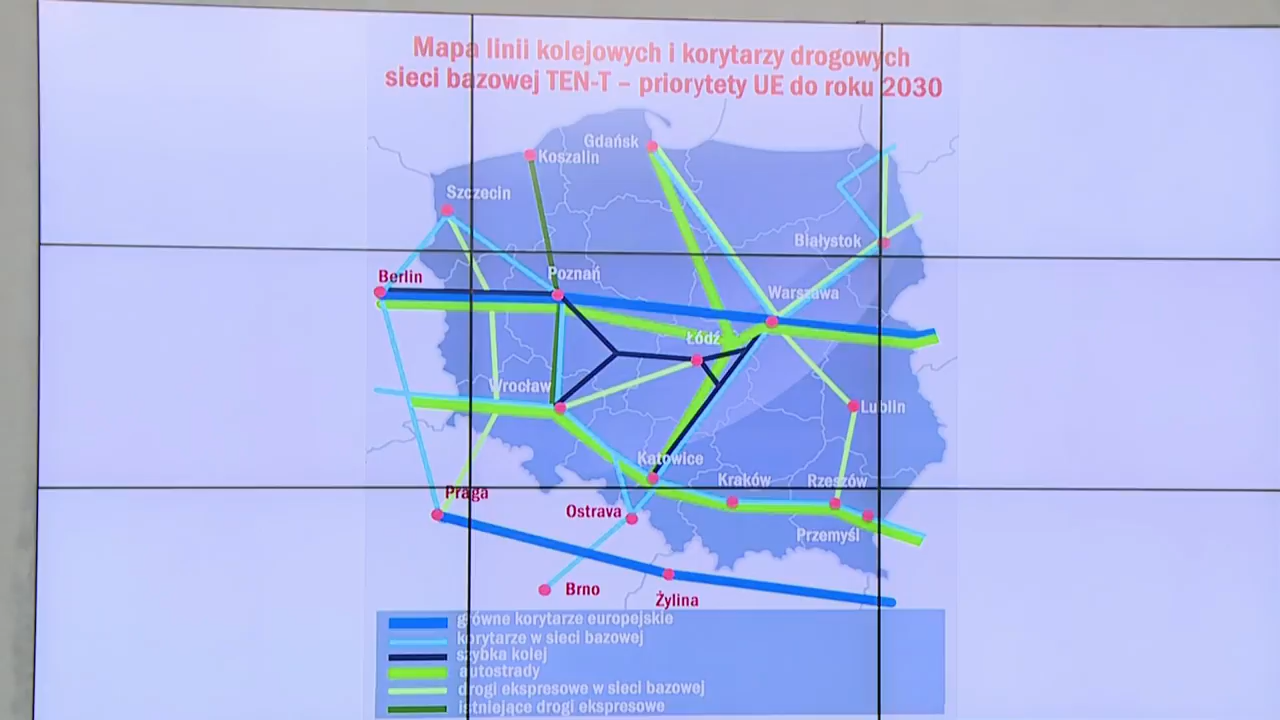 Mapa linii kolejowych i korytarzy drogowych
sieci bazowej TEN-T – priorytety UE do roku 2030
Gdańsk
Koszalin
Szczecin
Białystok
Berlin
Poznań
Warszawa
Łódź
Wrocław
Lublin
Katowice
Kraków
Rzeszów
Praga
Ostrava
Przemyśl
Brno
Żylina
główne korytarze europejskie
korytarze w sieci bazowej
szybka kolej
autostrady
drogi ekspresowe w sieci bazowej
istniejące drogi ekspresowe